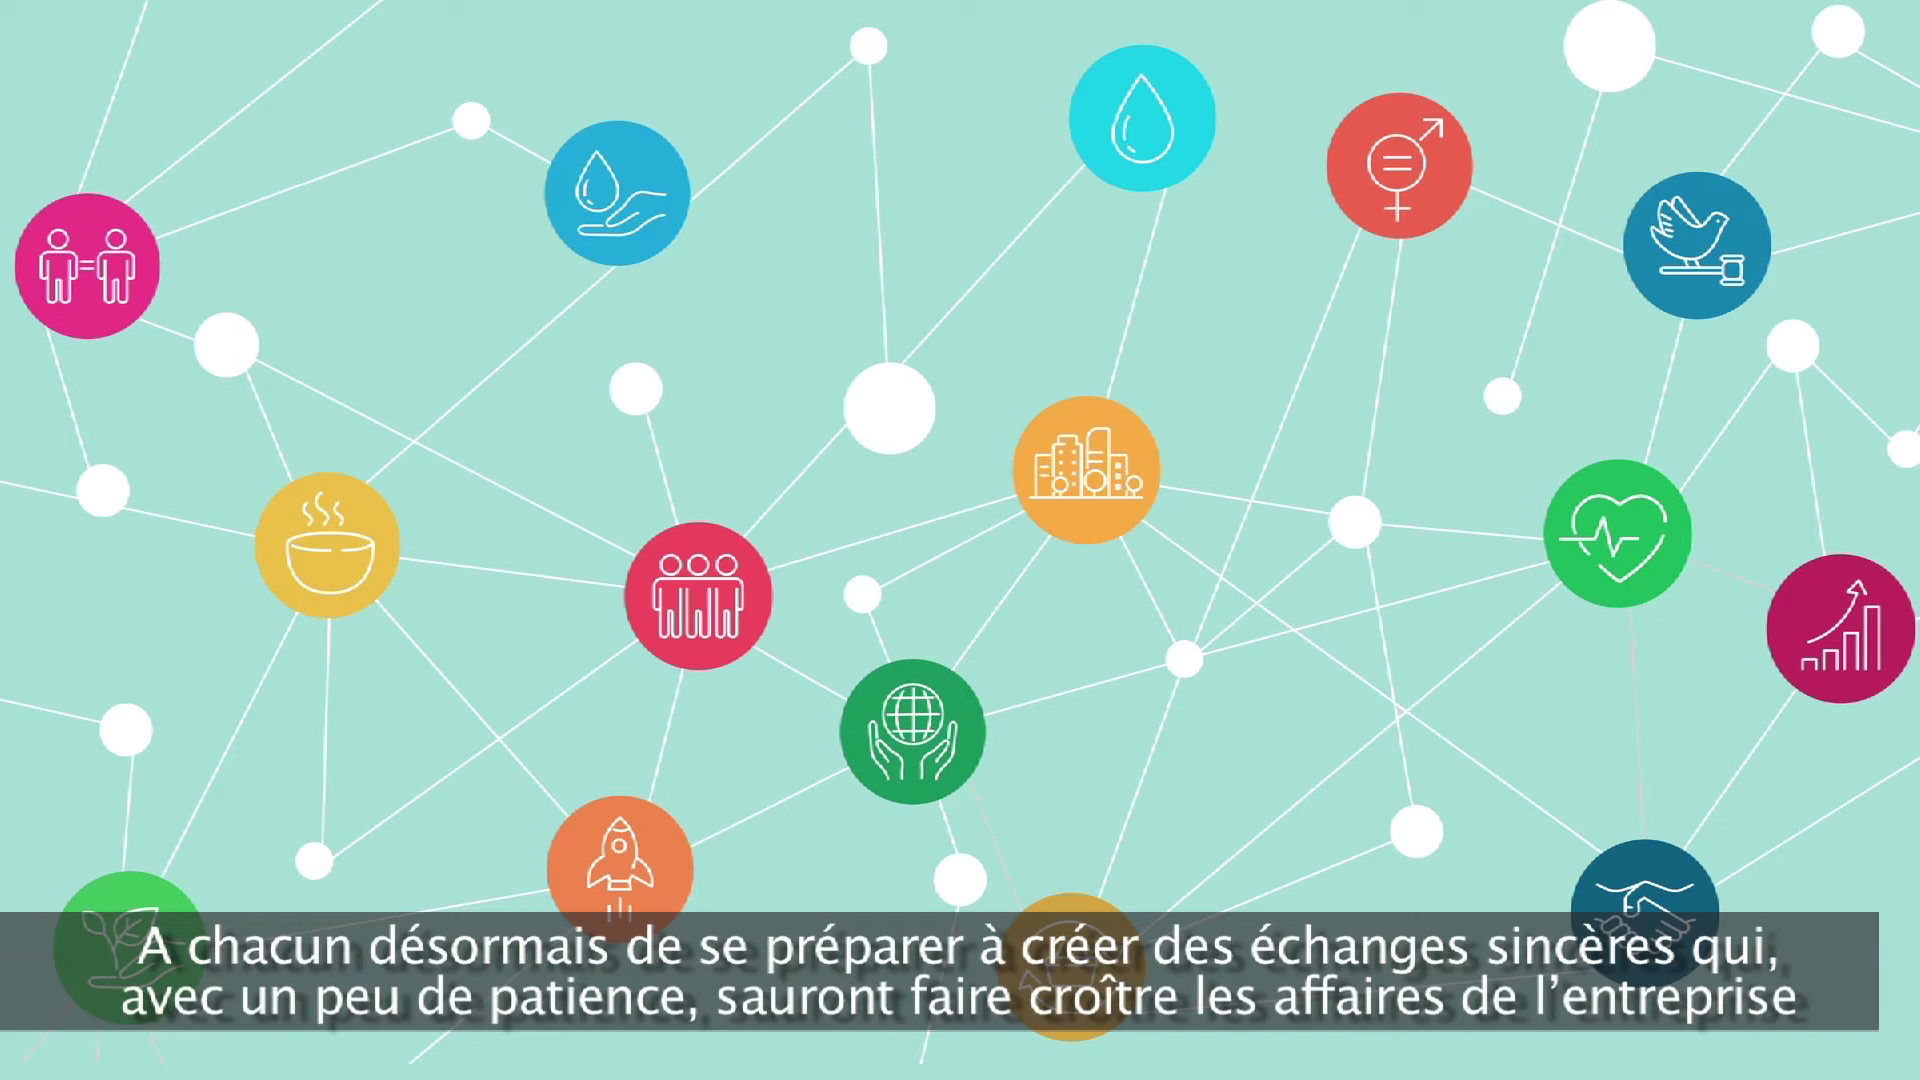 A chacun désormais de se préparer à créer des échanges sincères qui,
avec un peu de patience, sauront faire croître les affaires de l’entreprise